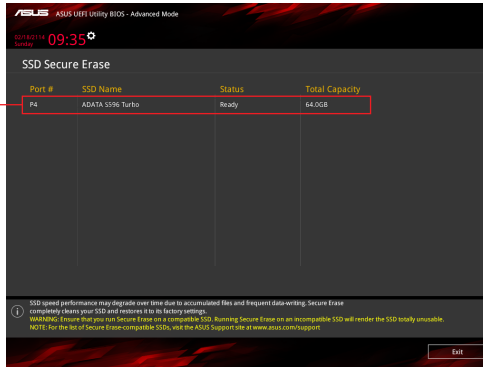 ASUS UEFI Utility BIOS - Advanced Mode
02/16/2114
Sunday
09:35
SSD Secure Erase
Port # SSD Name Status Total Capacity
P4 ADATA S596 Turbo Ready 64.0GB
SSD speed performance may degrade over time due to accumulated files and frequent data-writing. Secure Erase
completely cleans your SSD and restores it to its factory settings.
WARNING: Ensure that you run Secure Erase on a compatible SSD. Running Secure Erase on an incompatible SSD will render the SSD totally unusable.
NOTE: For the list of Secure Erase-compatible SSDs, visit the ASUS Support site at www.asus.com/support
Exit